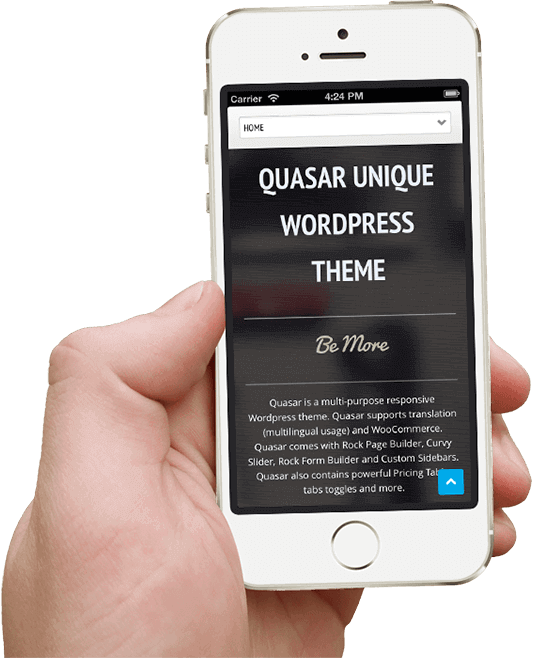 Carrier 4:24 PM
HOME
QUASAR UNIQUE
WORDPRESS
THEME
Be More
Quasar is a multi-purpose responsive
Wordpress theme. Quasar supports translation
(multilingual usage) and WooCommerce.
Quasar comes with Rock Page Builder, Curvy
Slider, Rock Form Builder and Custom Sidebars.
Quasar also contains powerful Pricing
tabs toggles and more.